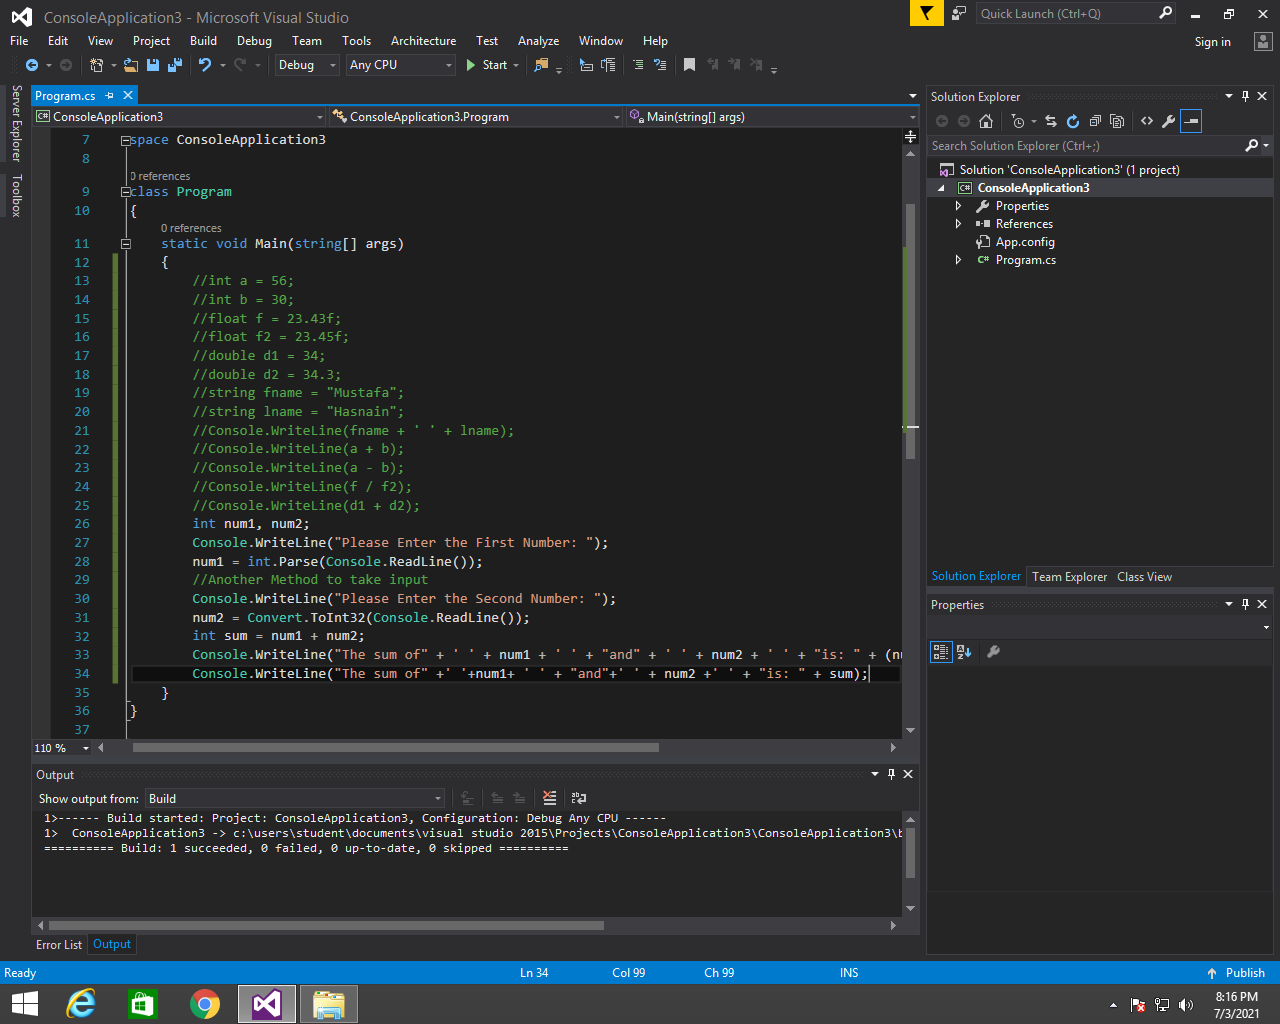 ConsoleApplication3 - Microsoft Visual Studio
Quick Launch (Ctrl+Q)
File Edit View Project Build Debug Team Tools Architecture Test Analyze Window Help
Sign in
Debug Any CPU Start
Server Explorer
Toolbox
Program.cs
ConsoleApplication3 ConsoleApplication3.Program Main(string[] args)
7 space ConsoleApplication3
8
0 references
9 class Program
10 {
0 references
11 static void Main(string[] args)
12 {
13 //int a = 56;
14 //int b = 30;
15 //float f = 23.43f;
16 //float f2 = 23.45f;
17 //double d1 = 34;
18 //double d2 = 34.3;
19 //string fname = "Mustafa";
20 //string lname = "Hasnain";
21 //Console.WriteLine(fname + ' ' + lname);
22 //Console.WriteLine(a + b);
23 //Console.WriteLine(a - b);
24 //Console.WriteLine(f / f2);
25 //Console.WriteLine(d1 + d2);
26 int num1, num2;
27 Console.WriteLine("Please Enter the First Number: ");
28 num1 = int.Parse(Console.ReadLine());
29 //Another Method to take input
30 Console.WriteLine("Please Enter the Second Number: ");
31 num2 = Convert.ToInt32(Console.ReadLine());
32 int sum = num1 + num2;
33 Console.WriteLine("The sum of" + ' ' + num1 + ' ' + "and" + ' ' + num2 + ' ' + "is: " + (nu
34 Console.WriteLine("The sum of" +' '+num1+ ' ' + "and"+' ' + num2 +' ' + "is: " + sum);
35 }
36 }
37
110 %
Output
Show output from: Build
1>------ Build started: Project: ConsoleApplication3, Configuration: Debug Any CPU ------
1> ConsoleApplication3 -> c:\users\student\documents\visual studio 2015\Projects\ConsoleApplication3\ConsoleApplication3\b
========== Build: 1 succeeded, 0 failed, 0 up-to-date, 0 skipped ==========
Error List Output
Solution Explorer
Search Solution Explorer (Ctrl+;)
Solution 'ConsoleApplication3' (1 project)
C# ConsoleApplication3
Properties
References
App.config
C# Program.cs
Solution Explorer Team Explorer Class View
Properties
Ready Ln 34 Col 99 Ch 99 INS Publish
8:16 PM
7/3/2021